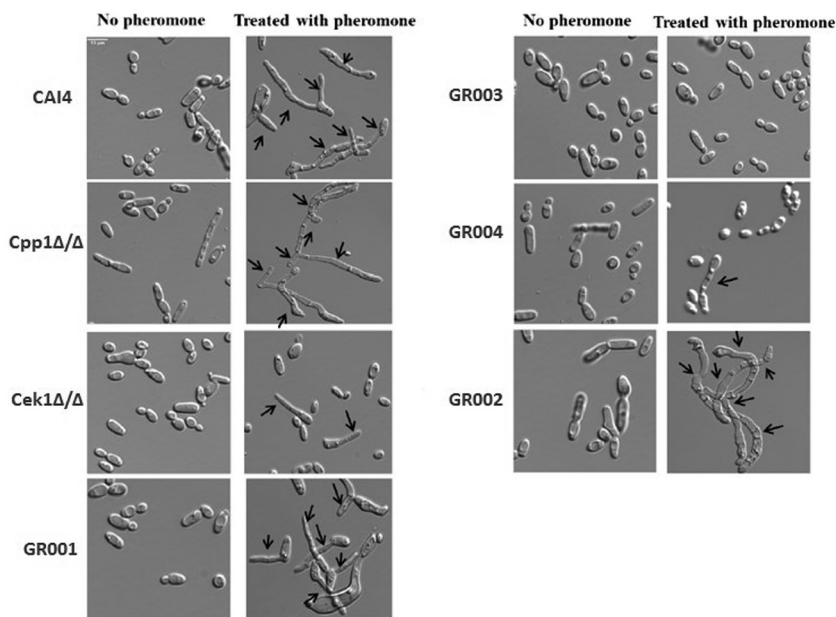 No pheromone Treated with pheromone
CAI4
Cpp1Δ/Δ
Cek1Δ/Δ
GR001
No pheromone Treated with pheromone
GR003
GR004
GR002